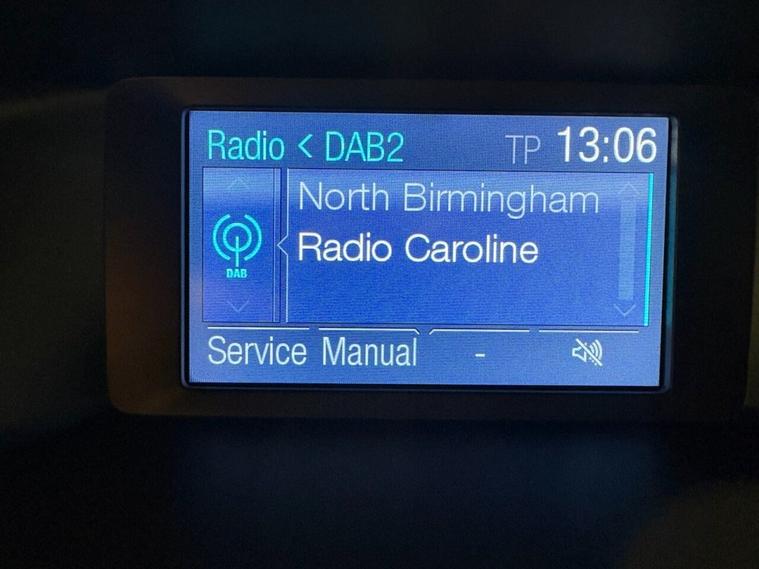 Radio < DAB2 TP 13:06
North Birmingham
DAB
Radio Caroline
Service Manual -